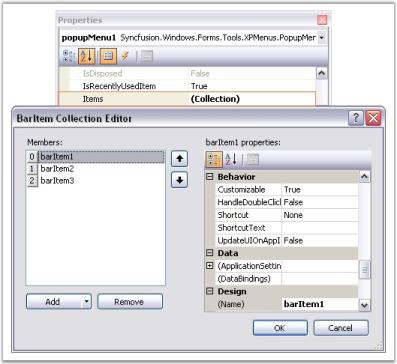 Properties
popupMenu1 Syncfusion.Windows.Forms.Tools.XPMenus.PopupMer
IsDisposed False
IsRecentlyUsedItem True
Items (Collection)
BarItem Collection Editor
Members:
0 barItem1
1 barItem2
2 barItem3
Add
Remove
barItem1 properties:
Behavior
Customizable True
HandleDoubleClicl False
Shortcut None
ShortcutText
UpdateUIOnAppI False
Data
(ApplicationSettin
(DataBindings)
Design
(Name) barItem1
OK
Cancel